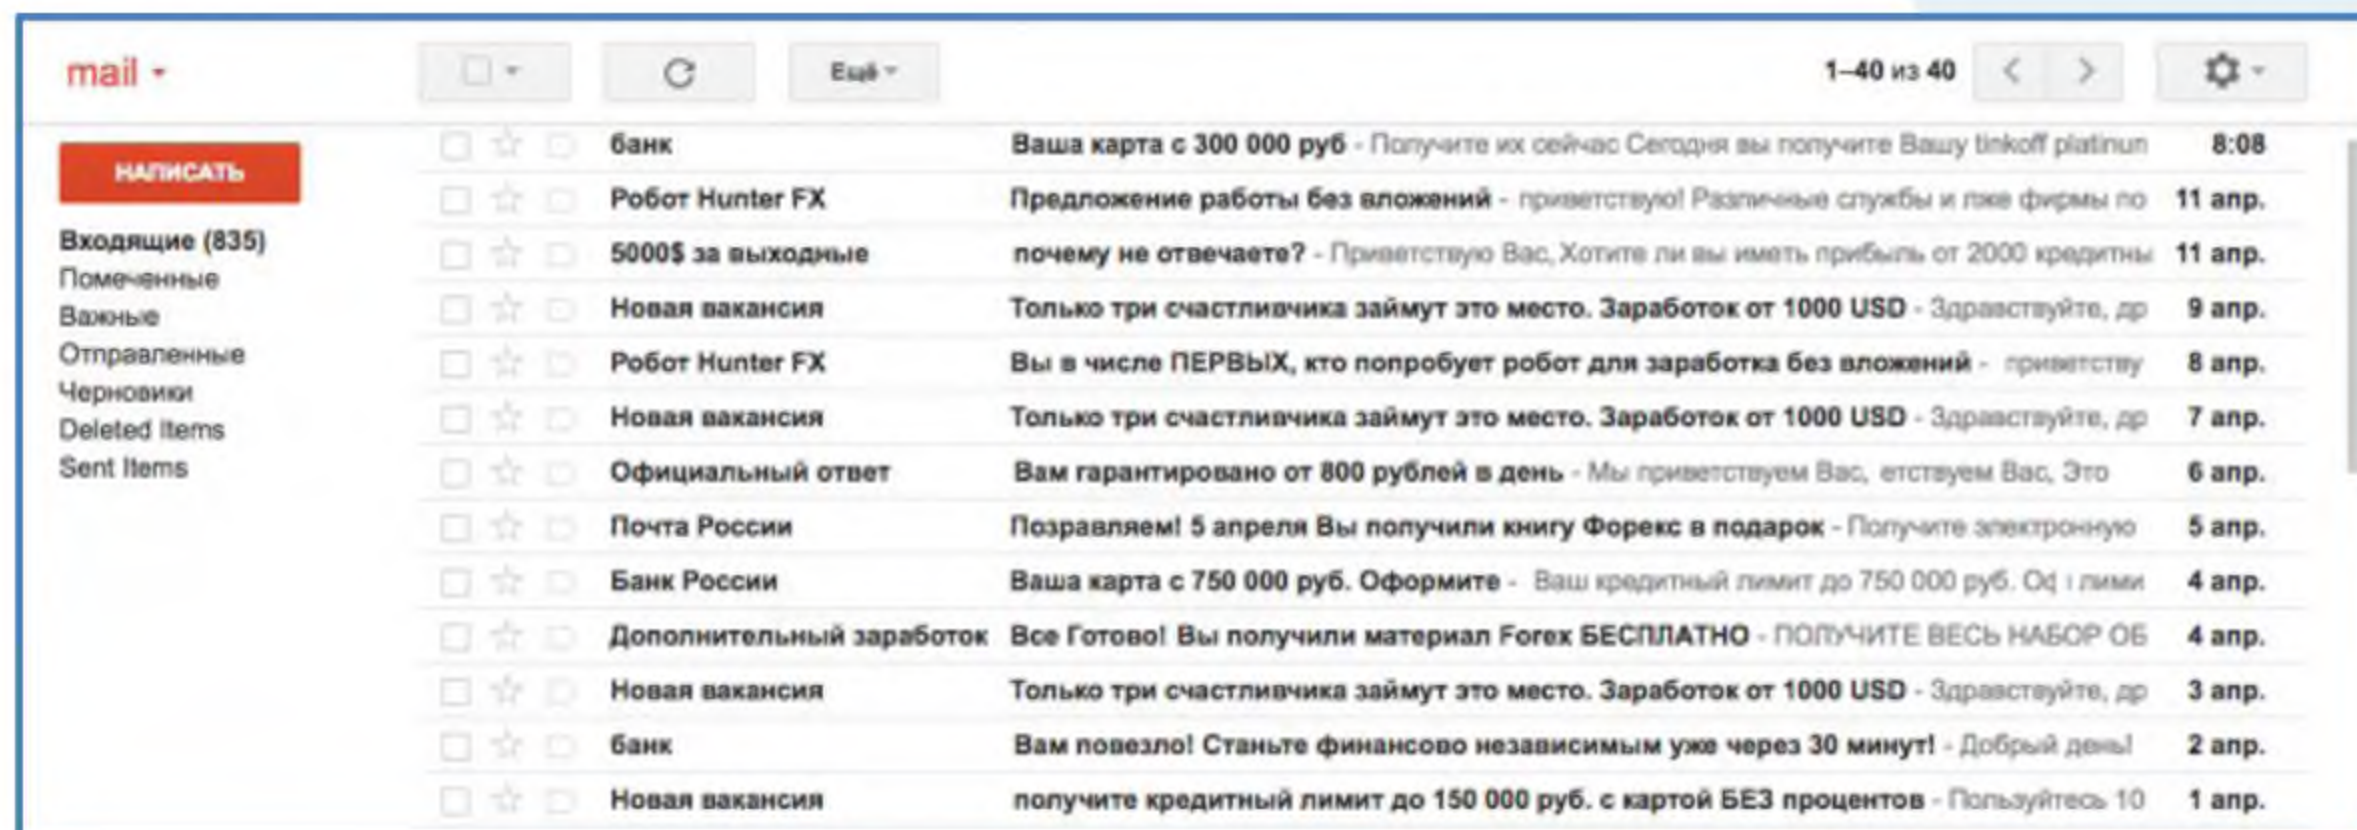 mail
Ещё
1–40 из 40
НАПИСАТЬ
Входящие (835)
Помеченные
Важные
Отправленные
Черновики
Deleted Items
Sent Items
банк Ваша карта с 300 000 руб - Получите их сейчас Сегодня вы получите Вашу tinkoff platinun 8:08
Робот Hunter FX Предложение работы без вложений - приветствую! Различные службы и лже фирмы по 11 апр.
5000$ за выходные почему не отвечаете? - Приветствую Вас, Хотите ли вы иметь прибыль от 2000 кредитны 11 апр.
Новая вакансия Только три счастливчика займут это место. Заработок от 1000 USD - Здравствуйте, др 9 апр.
Робот Hunter FX Вы в числе ПЕРВЫХ, кто попробует робот для заработка без вложений - приветству 8 апр.
Новая вакансия Только три счастливчика займут это место. Заработок от 1000 USD - Здравствуйте, др 7 апр.
Официальный ответ Вам гарантировано от 800 рублей в день - Мы приветствуем Вас, етствуем Вас, Это 6 апр.
Почта России Позравляем! 5 апреля Вы получили книгу Форекс в подарок - Получите электронную 5 апр.
Банк России Ваша карта с 750 000 руб. Оформите - Ваш кредитный лимит до 750 000 руб. лими 4 апр.
Дополнительный заработок Все Готово! Вы получили материал Forex БЕСПЛАТНО - ПОЛУЧИТЕ ВЕСЬ НАБОР ОБ 4 апр.
Новая вакансия Только три счастливчика займут это место. Заработок от 1000 USD - Здравствуйте, др 3 апр.
банк Вам повезло! Станьте финансово независимым уже через 30 минут! - Добрый день! 2 апр.
Новая вакансия получите кредитный лимит до 150 000 руб. с картой БЕЗ процентов - Пользуйтесь 10 1 апр.